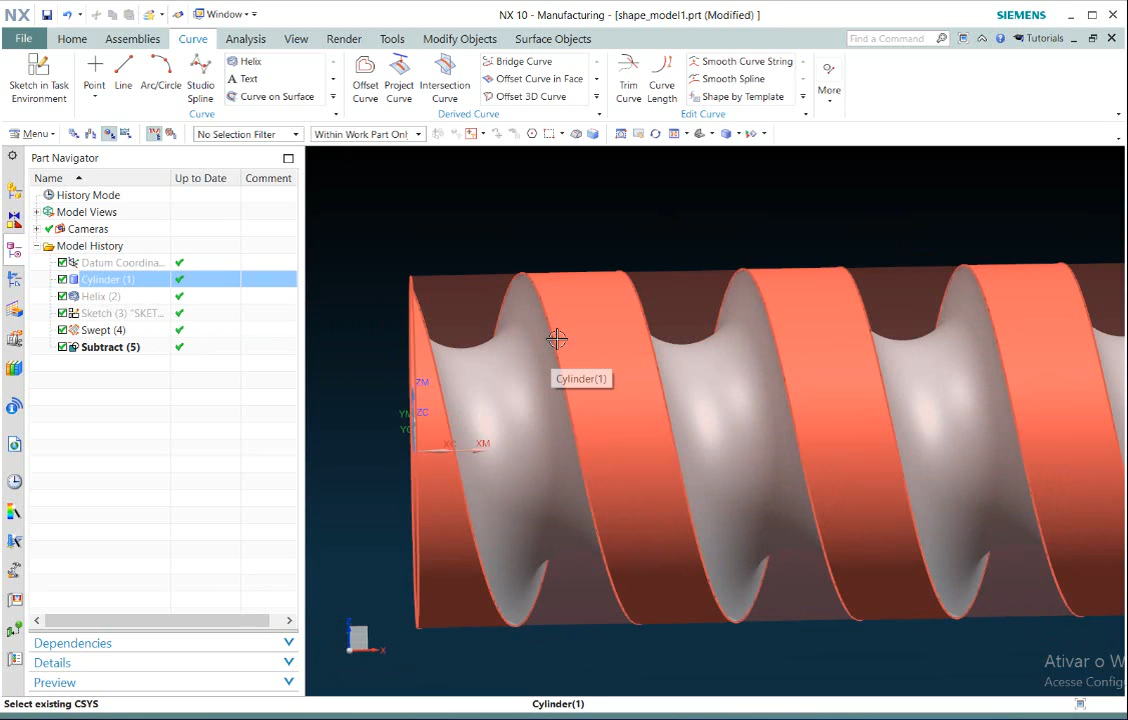 NX Window NX 10 - Manufacturing - [shape_model1.prt (Modified) ] SIEMENS
File Home Assemblies Curve Analysis View Render Tools Modify Objects Surface Objects Find a Command Tutorials
Sketch in Task Environment
Point
Line
Arc/Circle
Studio Spline
Helix
Text
Curve on Surface
Curve
Offset Curve
Project Curve
Intersection Curve
Bridge Curve
Offset Curve in Face
Offset 3D Curve
Derived Curve
Trim Curve
Curve Length
Smooth Curve String
Smooth Spline
Shape by Template
Edit Curve
More
Menu No Selection Filter Within Work Part Onl
Part Navigator
Name Up to Date Comment
History Mode
Model Views
Cameras
Model History
Datum Coordina...
Cylinder (1)
Helix (2)
Sketch (3) "SKET...
Swept (4)
Subtract (5)
Dependencies
Details
Preview
Cylinder(1)
ZM
ZC
YM
YC
XC XM
Z
X
Ativar o W
Acesse Config
Select existing CSYS Cylinder(1)